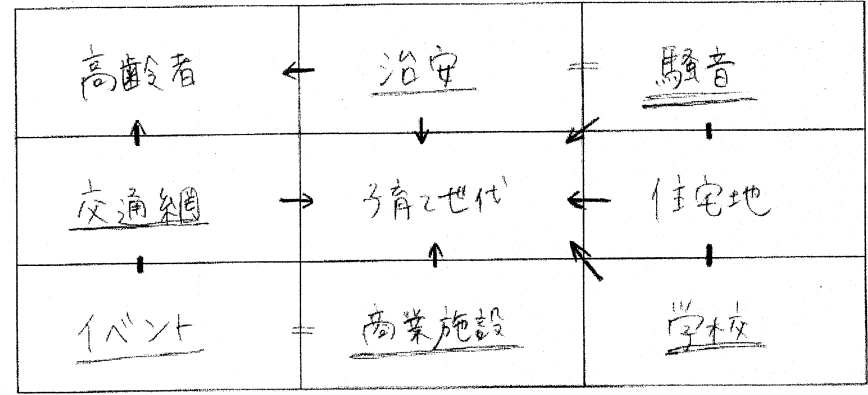 高齢者 ← 治安 = 騒音
交通網 → 子育て世代 ← 住宅地
イベント = 商業施設 学校